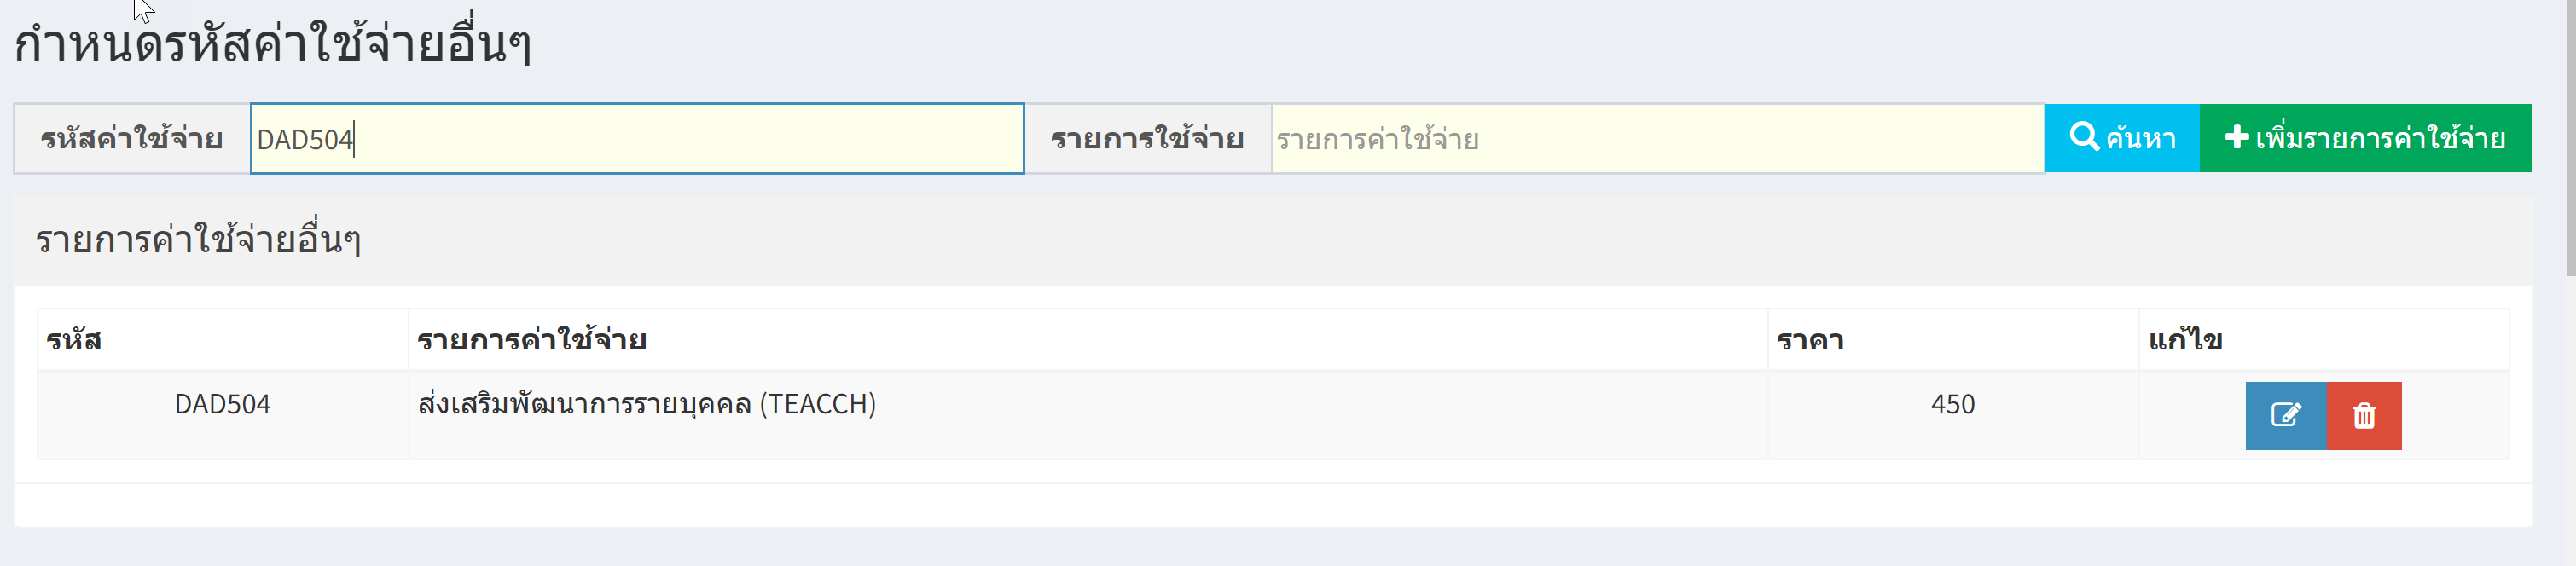 กำหนดรหัสค่าใช้จ่ายอื่นๆ
รหัสค่าใช้จ่าย DAD504 รายการใช้จ่าย รายการค่าใช้จ่าย ค้นหา เพิ่มรายการค่าใช้จ่าย
รายการค่าใช้จ่ายอื่นๆ
รหัส รายการค่าใช้จ่าย ราคา แก้ไข
DAD504 ส่งเสริมพัฒนาการรายบุคคล (TEACCH) 450